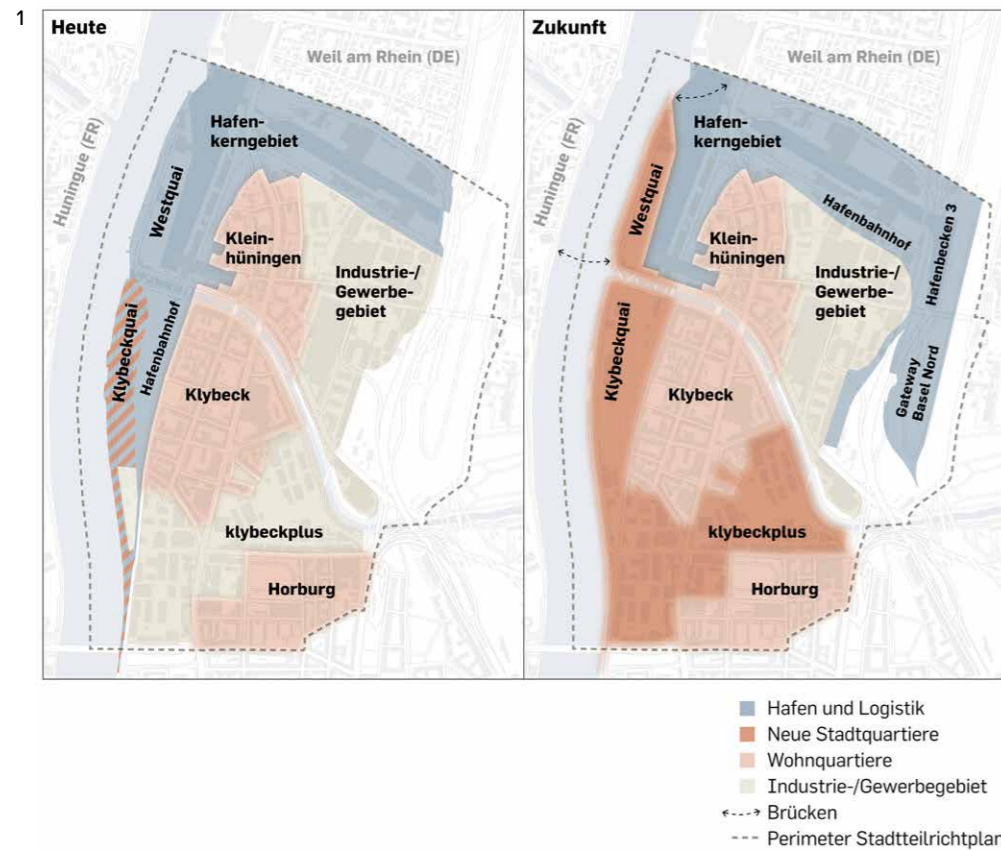 1
Heute
Weil am Rhein (DE)
Huningue (FR)
Hafen-
kerngebiet
Westquai
Klein-
hüningen
Industrie-/
Gewerbe-
gebiet
Klybeckquai
Hafenbahnhof
Klybeck
klybeckplus
Horburg
Zukunft
Weil am Rhein (DE)
Huningue (FR)
Hafen-
kerngebiet
Westquai
Hafenbahnhof
Hafenbecken 3
Klein-
hüningen
Industrie-/
Gewerbe-
gebiet
Klybeckquai
Gateway
Basel Nord
Klybeck
klybeckplus
Horburg
Hafen und Logistik
Neue Stadtquartiere
Wohnquartiere
Industrie-/Gewerbegebiet
Brücken
Perimeter Stadtteilrichtplan